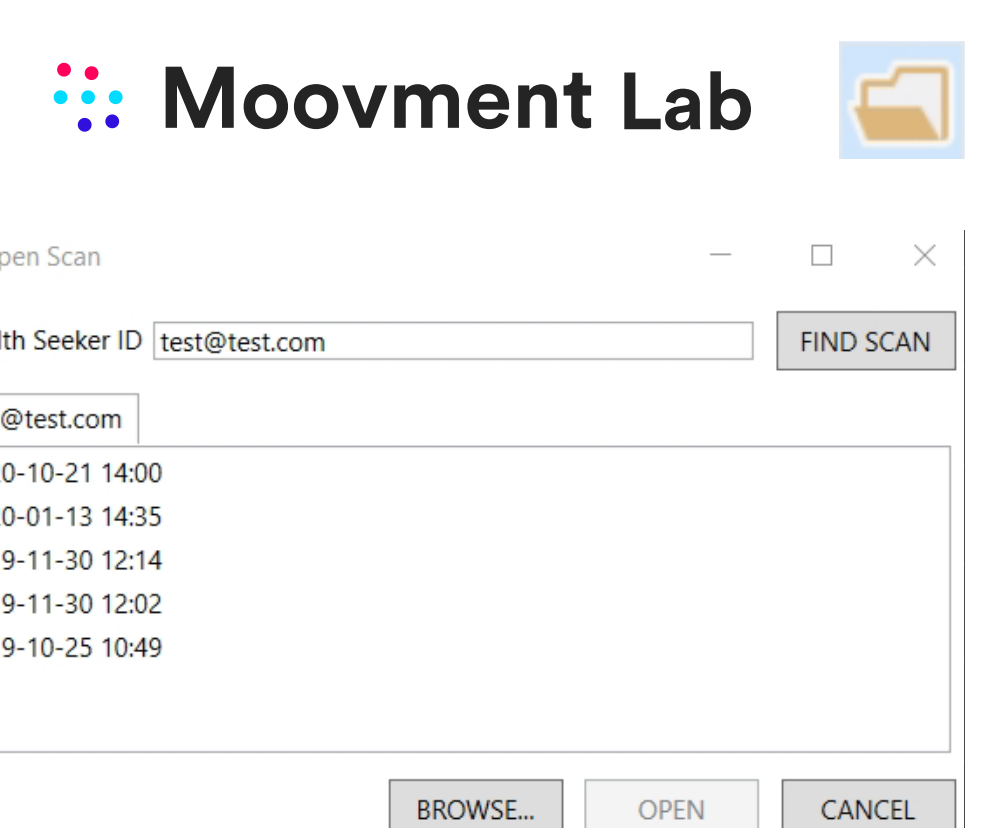 Moovment Lab
pen Scan
lth Seeker ID test@test.com FIND SCAN
@test.com
0-10-21 14:00
0-01-13 14:35
9-11-30 12:14
9-11-30 12:02
9-10-25 10:49
BROWSE... OPEN CANCEL